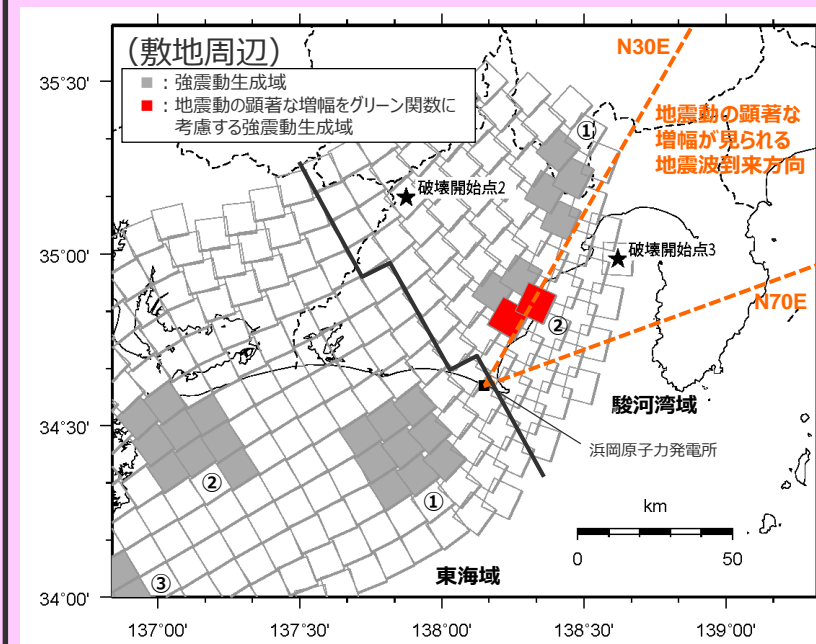 (敷地周辺)
■ : 強震動生成域
■ : 地震動の顕著な増幅をグリーン関数に
考慮する強震動生成域
N30E
地震動の顕著な
増幅が見られる
地震波到来方向
①
破壊開始点2
破壊開始点3
N70E
②
駿河湾域
浜岡原子力発電所
②
①
③
東海域
km
0 50
35°30'
35°00'
34°30'
34°00'
137°00' 137°30' 138°00' 138°30' 139°00'